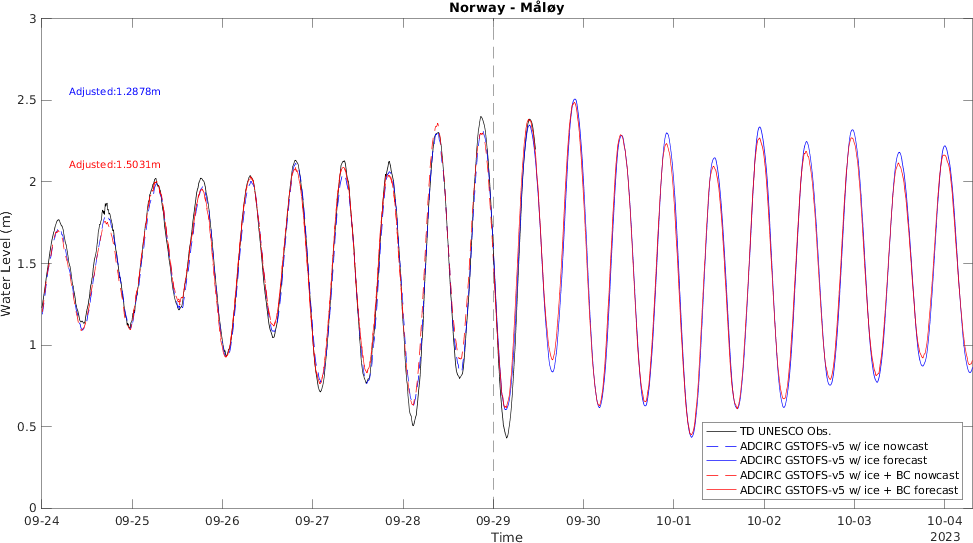 Norway - Måløy
3
2.5
2
1.5
1
0.5
0
Water Level (m)
Adjusted:1.2878m
Adjusted:1.5031m
TD UNESCO Obs.
ADCIRC GSTOFS-v5 w/ ice nowcast
ADCIRC GSTOFS-v5 w/ ice forecast
ADCIRC GSTOFS-v5 w/ ice + BC nowcast
ADCIRC GSTOFS-v5 w/ ice + BC forecast
09-24 09-25 09-26 09-27 09-28 09-29 09-30 10-01 10-02 10-03 10-04
2023
Time